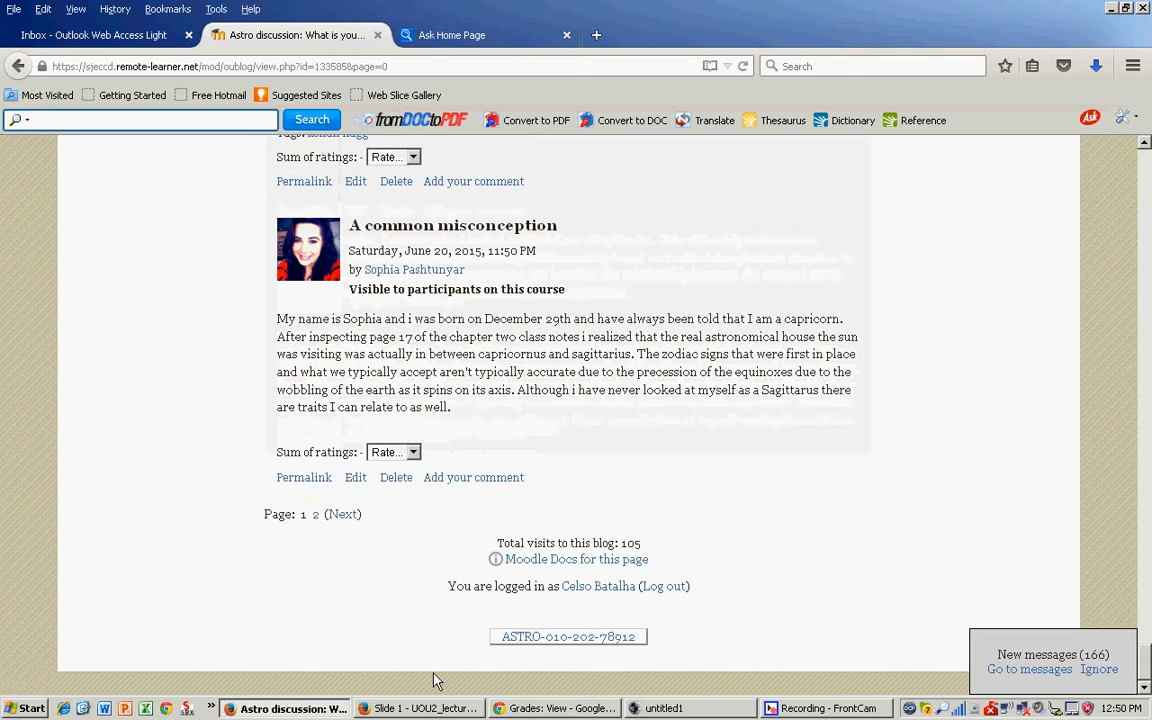 File Edit View History Bookmarks Tools Help
Inbox - Outlook Web Access Light Astro discussion: What is you... Ask Home Page
https://sjeccd.remote-learner.net/mod/oublog/view.php?id=133585&page=0 Search
Most Visited Getting Started Free Hotmail Suggested Sites Web Slice Gallery
Search fromDOCtoPDF Convert to PDF Convert to DOC Translate Thesaurus Dictionary Reference Ask
Sum of ratings: - Rate...
Permalink Edit Delete Add your comment
A common misconception
Saturday, June 20, 2015, 11:50 PM
by Sophia Pashtunyar
Visible to participants on this course
My name is Sophia and i was born on December 29th and have always been told that I am a capricorn.
After inspecting page 17 of the chapter two class notes i realized that the real astronomical house the sun
was visiting was actually in between capricornus and sagittarius. The zodiac signs that were first in place
and what we typically accept aren't typically accurate due to the precession of the equinoxes due to the
wobbling of the earth as it spins on its axis. Although i have never looked at myself as a Sagittarus there
are traits I can relate to as well.
Sum of ratings: - Rate...
Permalink Edit Delete Add your comment
Page: 1 2 (Next)
Total visits to this blog: 105
Moodle Docs for this page
You are logged in as Celso Batalha (Log out)
ASTRO-010-202-78912
New messages (166)
Go to messages Ignore
Start Astro discussion: W... Slide 1 - UOU2_lectur... Grades: View - Google... untitled1 Recording - FrontCam 12:50 PM